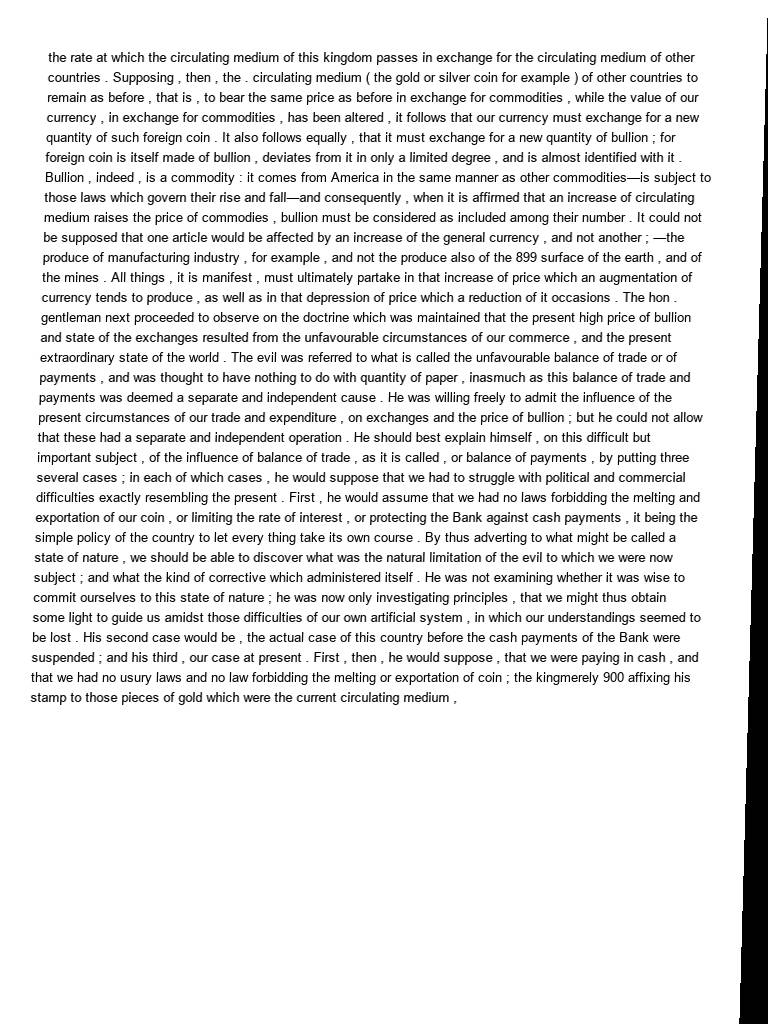 the rate at which the circulating medium of this kingdom passes in exchange for the circulating medium of other
countries . Supposing , then , the . circulating medium ( the gold or silver coin for example ) of other countries to
remain as before , that is , to bear the same price as before in exchange for commodities , while the value of our
currency , in exchange for commodities , has been altered , it follows that our currency must exchange for a new
quantity of such foreign coin . It also follows equally , that it must exchange for a new quantity of bullion ; for
foreign coin is itself made of bullion , deviates from it in only a limited degree , and is almost identified with it .
Bullion , indeed , is a commodity : it comes from America in the same manner as other commodities—is subject to
those laws which govern their rise and fall—and consequently , when it is affirmed that an increase of circulating
medium raises the price of commodies , bullion must be considered as included among their number . It could not
be supposed that one article would be affected by an increase of the general currency , and not another ; —the
produce of manufacturing industry , for example , and not the produce also of the 899 surface of the earth , and of
the mines . All things , it is manifest , must ultimately partake in that increase of price which an augmentation of
currency tends to produce , as well as in that depression of price which a reduction of it occasions . The hon .
gentleman next proceeded to observe on the doctrine which was maintained that the present high price of bullion
and state of the exchanges resulted from the unfavourable circumstances of our commerce , and the present
extraordinary state of the world . The evil was referred to what is called the unfavourable balance of trade or of
payments , and was thought to have nothing to do with quantity of paper , inasmuch as this balance of trade and
payments was deemed a separate and independent cause . He was willing freely to admit the influence of the
present circumstances of our trade and expenditure , on exchanges and the price of bullion ; but he could not allow
that these had a separate and independent operation . He should best explain himself , on this difficult but
important subject , of the influence of balance of trade , as it is called , or balance of payments , by putting three
several cases ; in each of which cases , he would suppose that we had to struggle with political and commercial
difficulties exactly resembling the present . First , he would assume that we had no laws forbidding the melting and
exportation of our coin , or limiting the rate of interest , or protecting the Bank against cash payments , it being the
simple policy of the country to let every thing take its own course . By thus adverting to what might be called a
state of nature , we should be able to discover what was the natural limitation of the evil to which we were now
subject ; and what the kind of corrective which administered itself . He was not examining whether it was wise to
commit ourselves to this state of nature ; he was now only investigating principles , that we might thus obtain
some light to guide us amidst those difficulties of our own artificial system , in which our understandings seemed to
be lost . His second case would be , the actual case of this country before the cash payments of the Bank were
suspended ; and his third , our case at present . First , then , he would suppose , that we were paying in cash , and
that we had no usury laws and no law forbidding the melting or exportation of coin ; the kingmerely 900 affixing his
stamp to those pieces of gold which were the current circulating medium ,